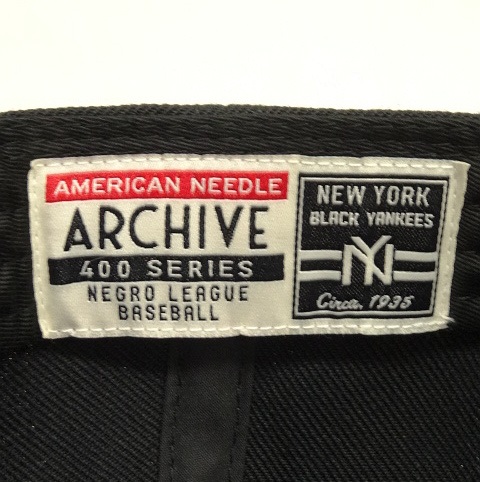 AMERICAN NEEDLE
ARCHIVE
400 SERIES
NEGRO LEAGUE
BASEBALL
NEW YORK
BLACK YANKEES
NY
Circa. 1935